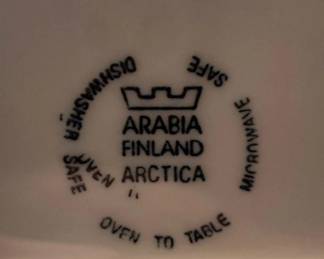 DISHWASHER SAFE
ARABIA
FINLAND
ARCTICA
MICROWAVE
OVEN
SAFE
OVEN TO TABLE